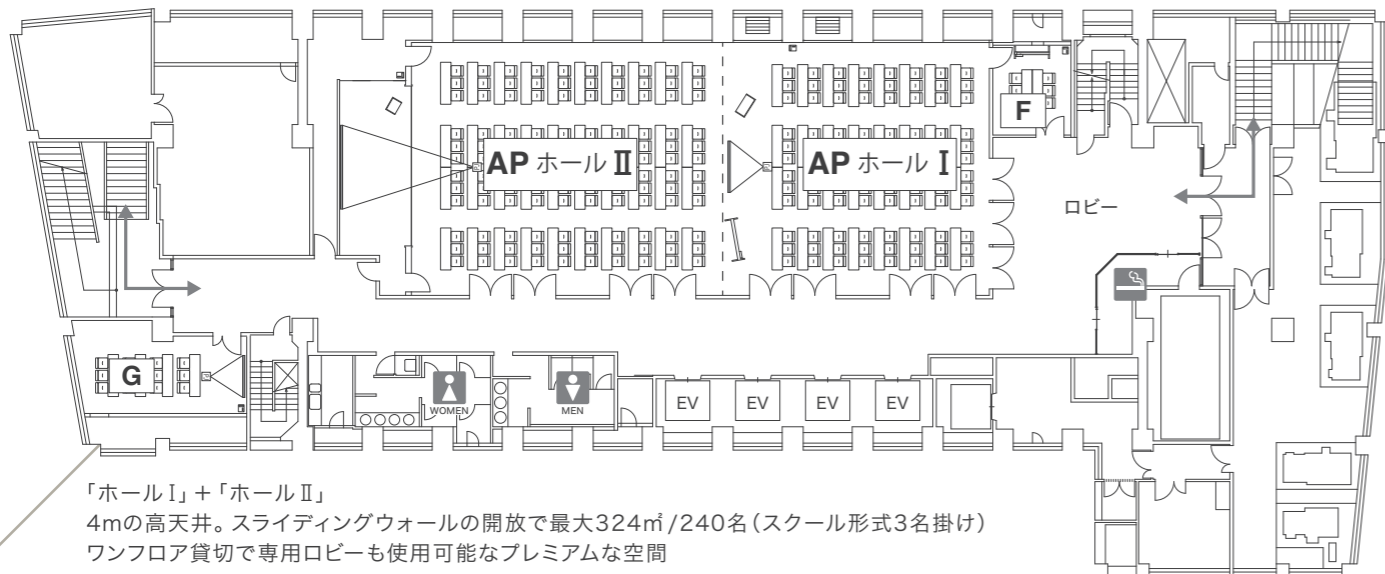 F
AP ホール Ⅱ
AP ホール Ⅰ
ロビー
G
WOMEN
MEN
EV
EV
EV
EV
「ホールⅠ」+「ホールⅡ」
4mの高天井。スライディングウォールの開放で最大324㎡/240名(スクール形式3名掛け)
ワンフロア貸切で専用ロビーも使用可能なプレミアムな空間